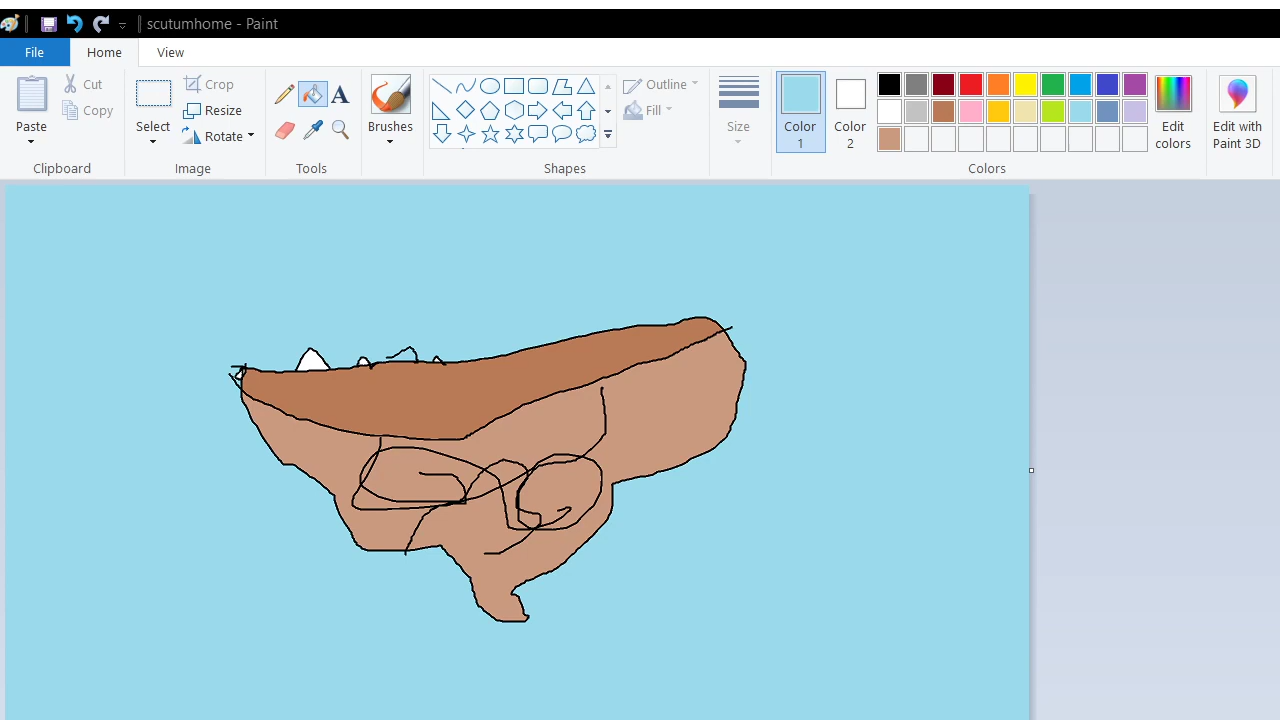 scutumhome - Paint
File Home View
Paste
Cut
Copy
Clipboard
Select
Crop
Resize
Rotate
Image
A
Tools
Brushes
Shapes
Outline
Fill
Size
Color 1
Color 2
Edit colors
Colors
Edit with Paint 3D